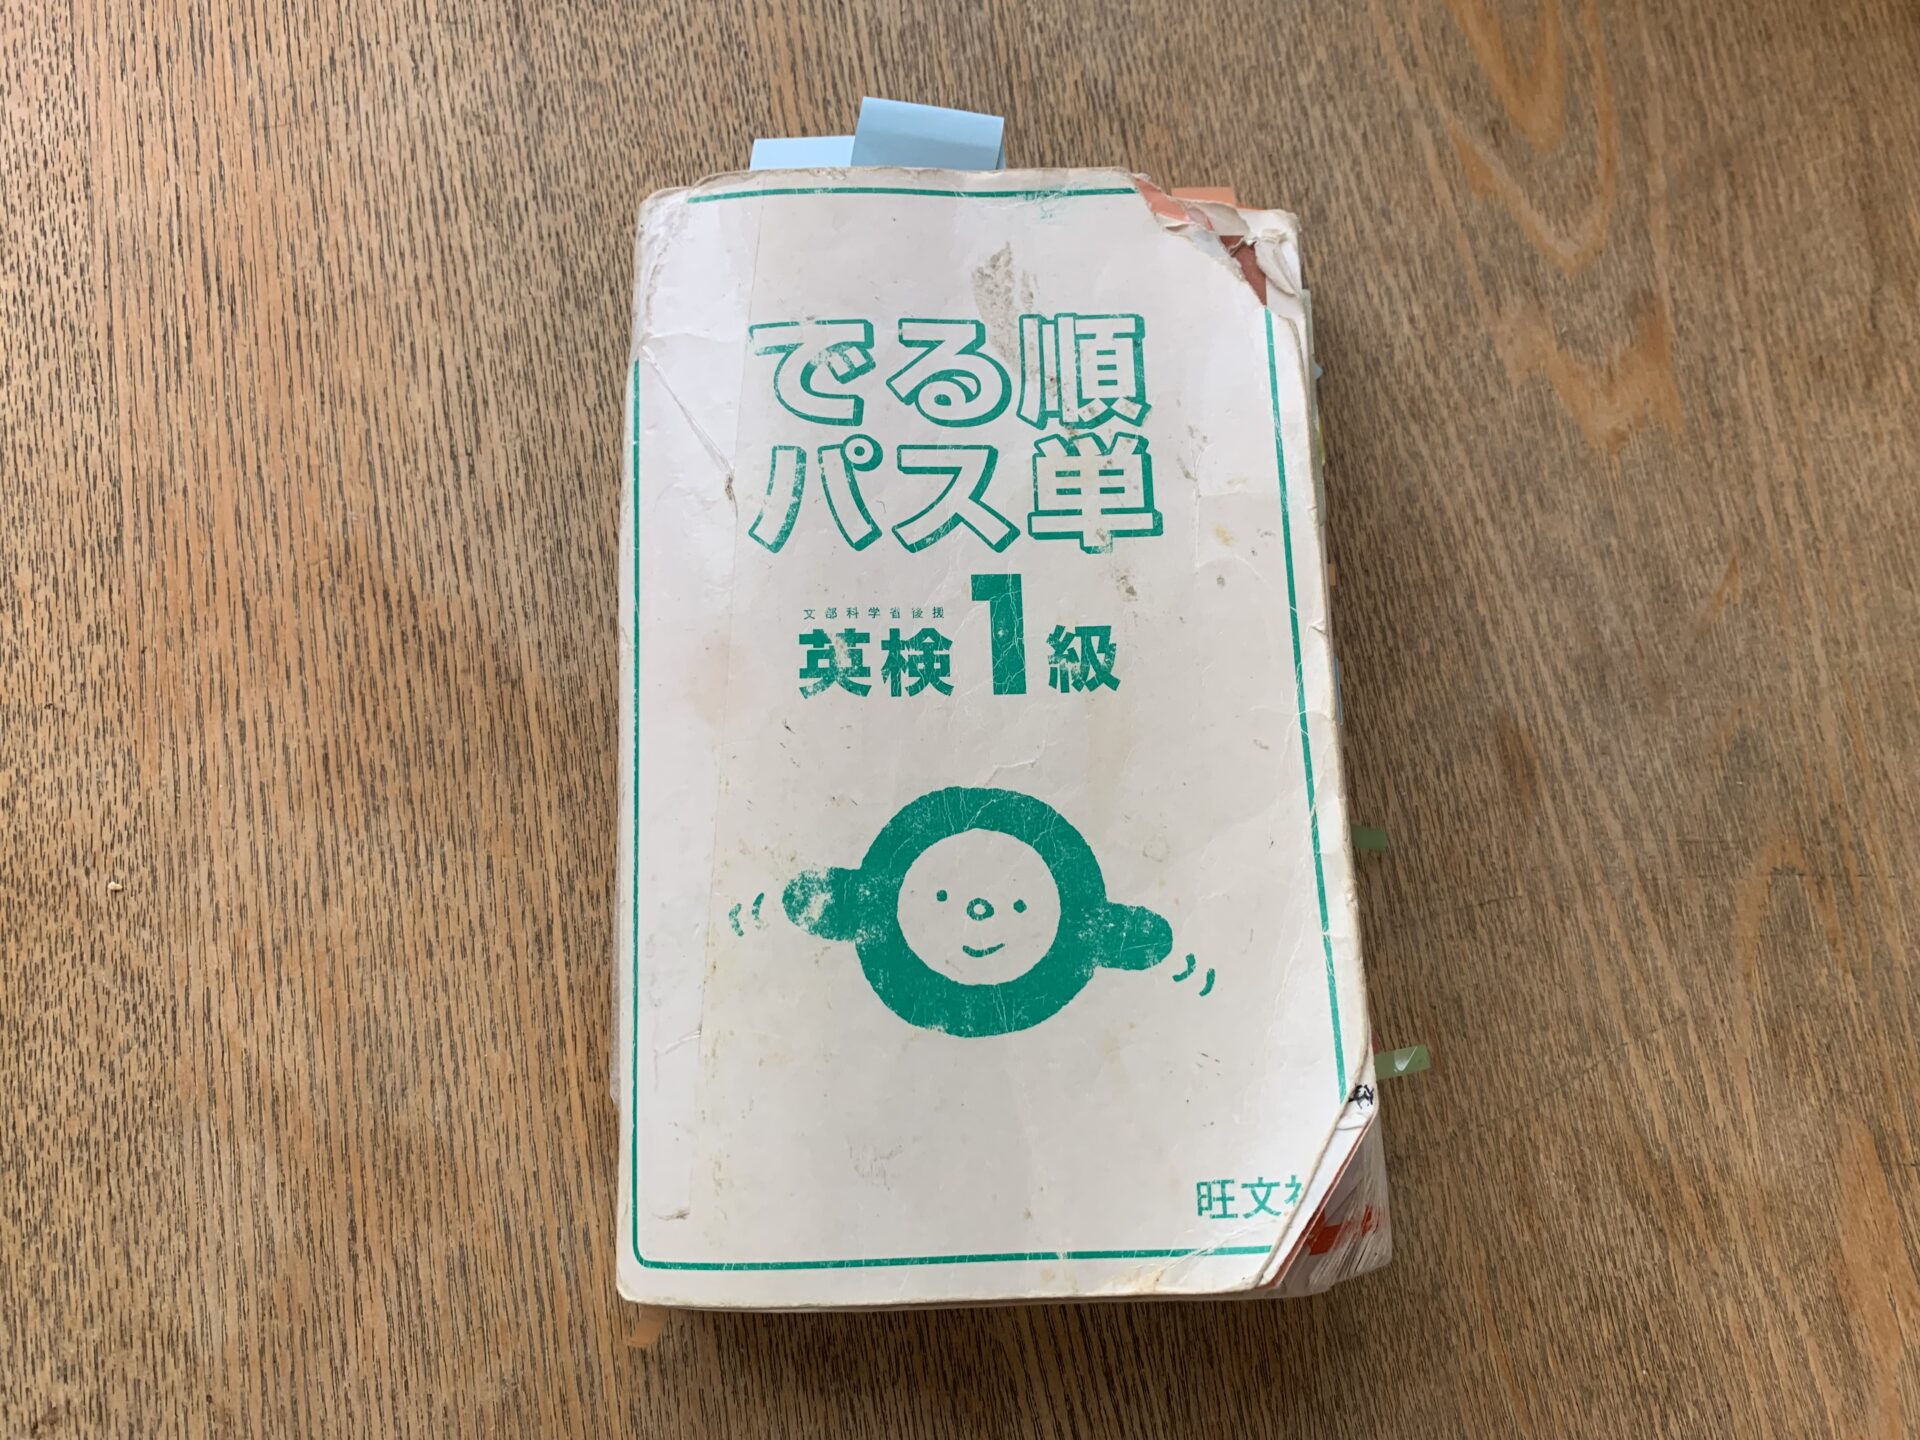 でる順
パス単
文部科学省後援
英検1級
旺文社